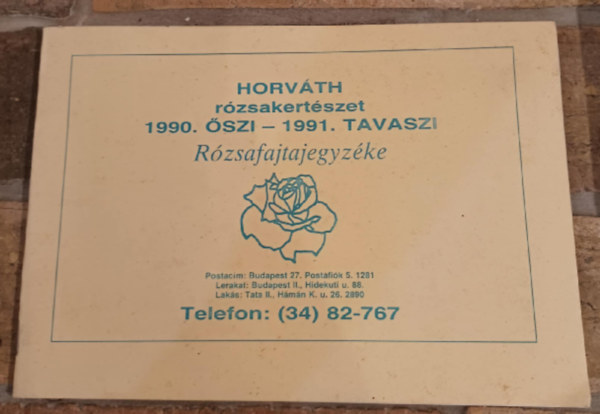 HORVÁTH
rózsakertészet
1990. ŐSZI – 1991. TAVASZI
Rózsafajtajegyzéke
Postacím: Budapest 27. Postafiók 5. 1281
Lerakat: Budapest II., Hidekuti u. 88.
Lakás: Tata II., Hámán K. u. 26. 2890
Telefon: (34) 82-767